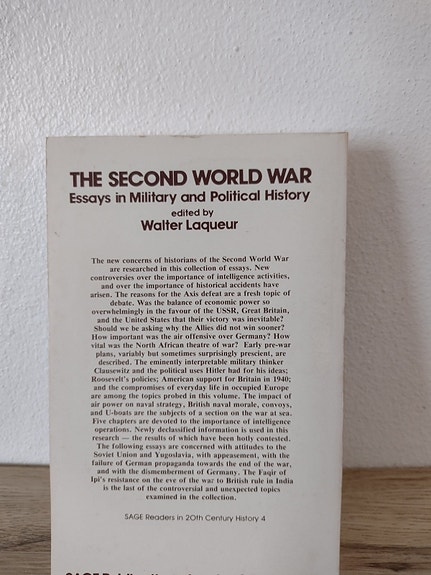 THE SECOND WORLD WAR
Essays in Military and Political History
edited by
Walter Laqueur
The new concerns of historians of the Second World War
are researched in this collection of essays. New
controversies over the importance of intelligence activities,
and over the importance of historical accidents have
arisen. The reasons for the Axis defeat are a fresh topic of
debate. Was the balance of economic power so
overwhelmingly in the favour of the USSR, Great Britain,
and the United States that their victory was inevitable?
Should we be asking why the Allies did not win sooner?
How important was the air offensive over Germany? How
vital was the North African theatre of war? Early pre-war
plans, variably but sometimes surprisingly prescient, are
described. The eminently interpretable military thinker
Clausewitz and the political uses Hitler had for his ideas;
Roosevelt's policies; American support for Britain in 1940;
and the compromises of everyday life in occupied Europe
are among the topics probed in this volume. The impact of
air power on naval strategy, British naval morale, convoys,
and U-boats are the subjects of a section on the war at sea.
Five chapters are devoted to the importance of intelligence
operations. Newly declassified information is used in this
research — the results of which have been hotly contested.
The following essays are concerned with attitudes to the
Soviet Union and Yugoslavia, with appeasement, with the
failure of German propaganda towards the end of the war,
and with the dismemberment of Germany. The Faqir of
Ipi's resistance on the eve of the war to British rule in India
is the last of the controversial and unexpected topics
examined in the collection.
SAGE Readers in 20th Century History 4